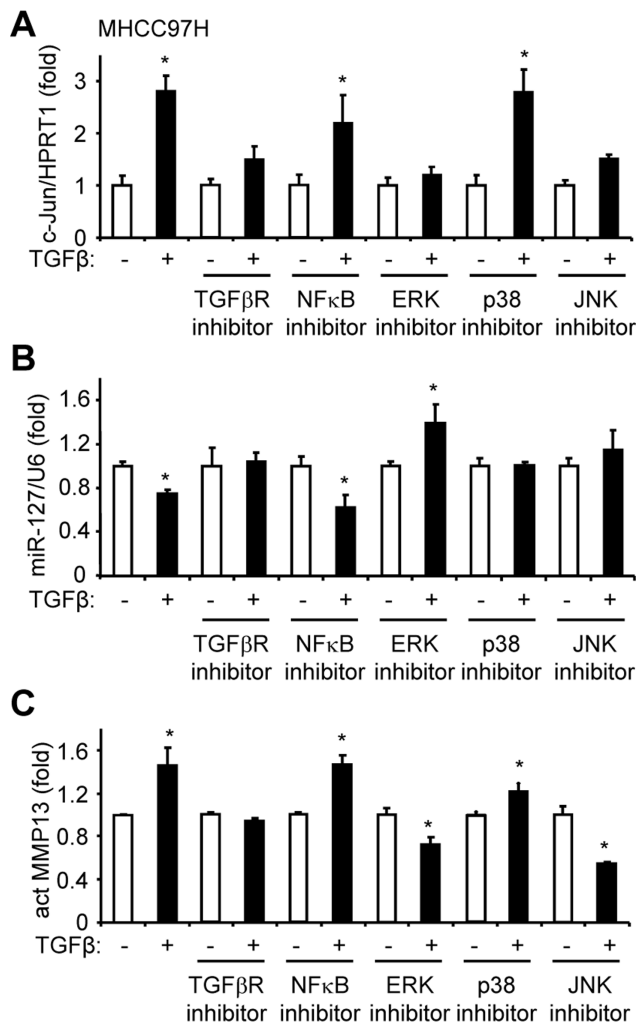 A
MHCC97H
c-Jun/HPRT1 (fold)
3
2
1
0
* * *
TGFβ: - + - + - + - + - + - +
TGFβR NFκB ERK p38 JNK
inhibitor inhibitor inhibitor inhibitor inhibitor
B
miR-127/U6 (fold)
1.6
1.2
0.8
0.4
0
* * *
TGFβ: - + - + - + - + - + - +
TGFβR NFκB ERK p38 JNK
inhibitor inhibitor inhibitor inhibitor inhibitor
C
act MMP13 (fold)
1.6
1.2
0.8
0.4
0
* * * * *
TGFβ: - + - + - + - + - + - +
TGFβR NFκB ERK p38 JNK
inhibitor inhibitor inhibitor inhibitor inhibitor